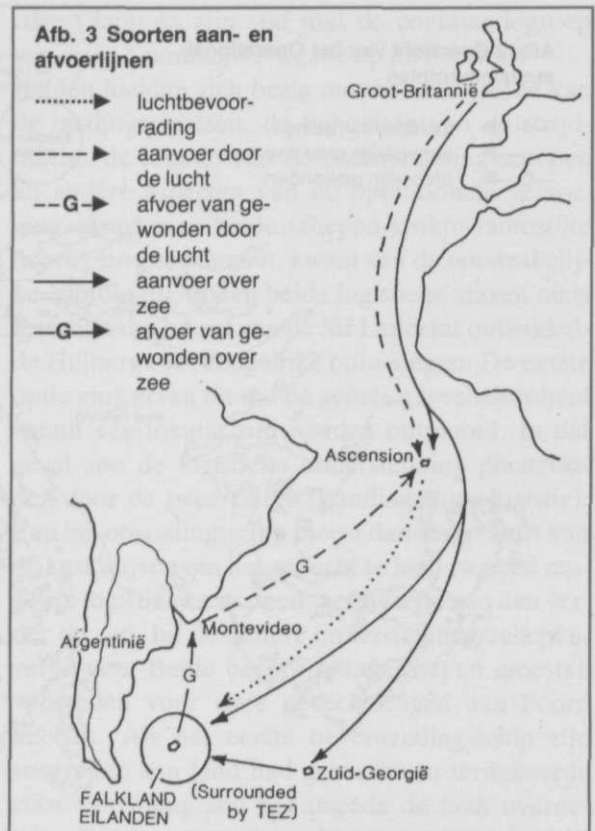 Afb. 3 Soorten aan- en
afvoerlijnen
luchtbevoor-
rading
aanvoer door
de lucht
G
afvoer van ge-
wonden door
de lucht
aanvoer over
zee
G
afvoer van ge-
wonden over
zee
Groot-Britannië
Ascension
G
Montevideo
Argentinië
G
Zuid-Georgië
FALKLAND
EILANDEN
(Surrounded
by TEZ)